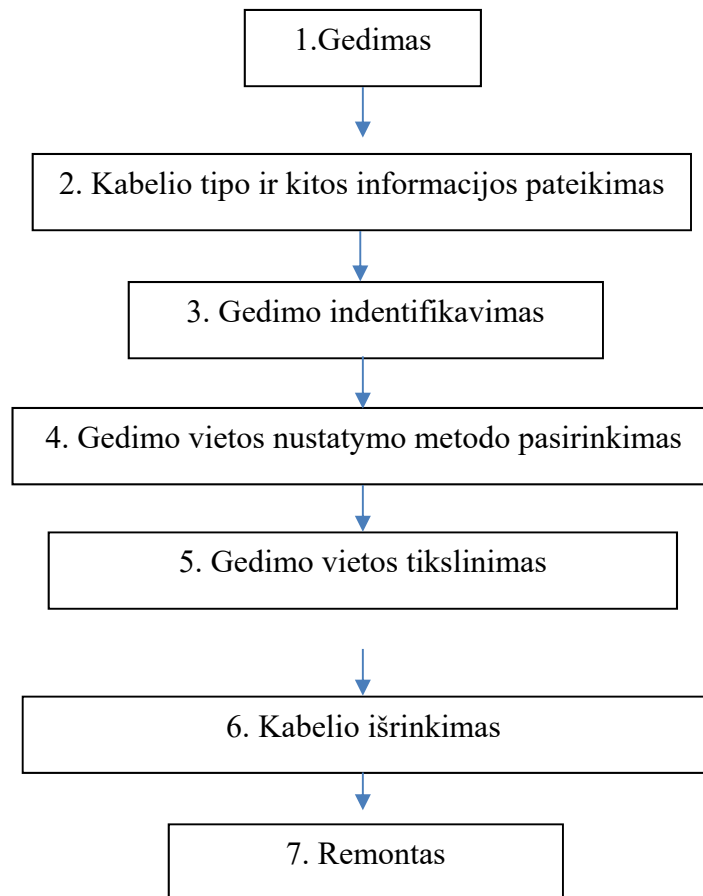 1.Gedimas
2. Kabelio tipo ir kitos informacijos pateikimas
3. Gedimo indentifikavimas
4. Gedimo vietos nustatymo metodo pasirinkimas
5. Gedimo vietos tikslinimas
6. Kabelio išrinkimas
7. Remontas